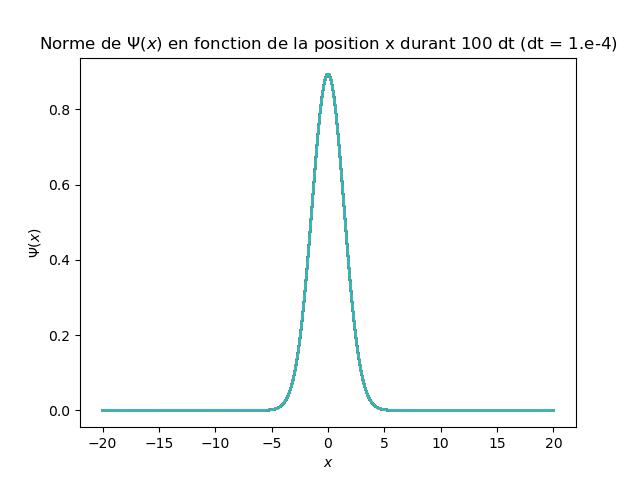 Norme de Ψ(x) en fonction de la position x durant 100 dt (dt = 1.e-4)
Ψ(x)
0.8
0.6
0.4
0.2
0.0
−20 −15 −10 −5 0 5 10 15 20
x